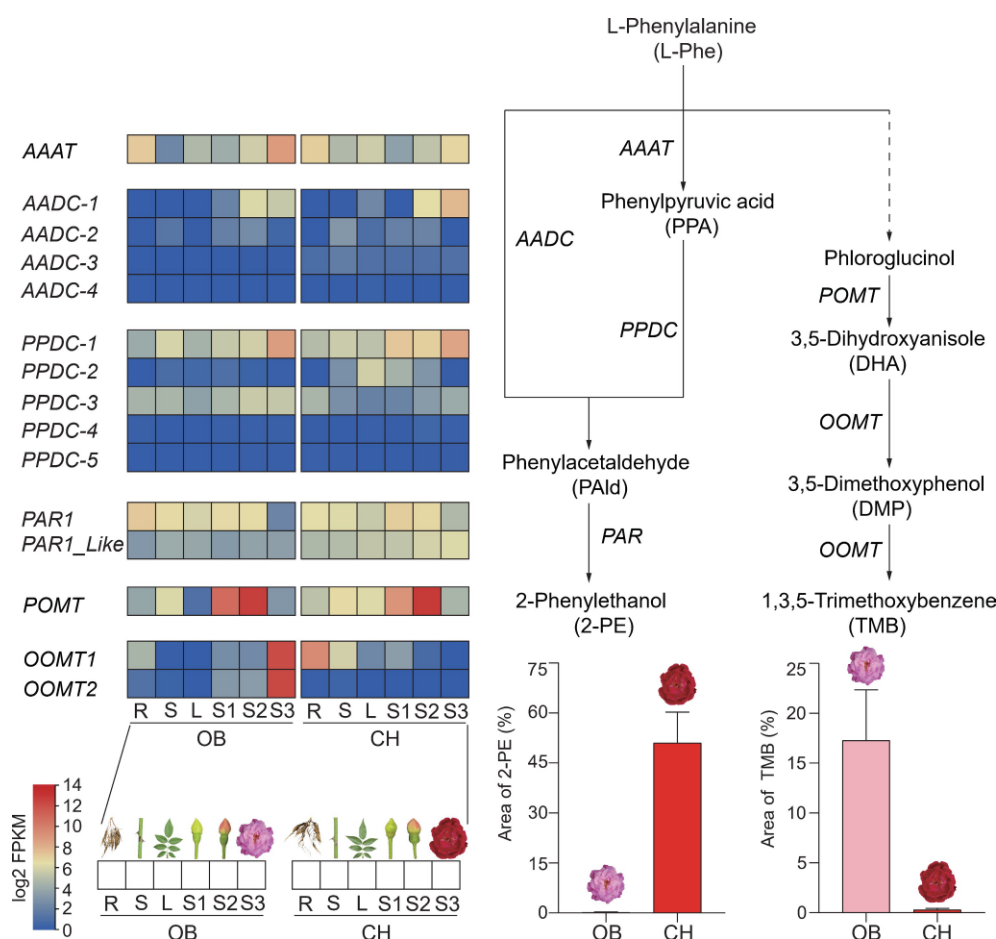 L-Phenylalanine
(L-Phe)
AAAT
Phenylpyruvic acid
(PPA)
AADC
PPDC
Phenylacetaldehyde
(PAld)
PAR
2-Phenylethanol
(2-PE)
Phloroglucinol
POMT
3,5-Dihydroxyanisole
(DHA)
OOMT
3,5-Dimethoxyphenol
(DMP)
OOMT
1,3,5-Trimethoxybenzene
(TMB)
AAAT
AADC-1
AADC-2
AADC-3
AADC-4
PPDC-1
PPDC-2
PPDC-3
PPDC-4
PPDC-5
PAR1
PAR1_Like
POMT
OOMT1
OOMT2
R S L S1 S2 S3 R S L S1 S2 S3
OB CH
14
12
10
8
6
4
2
0
log2 FPKM
R S L S1 S2 S3 R S L S1 S2 S3
OB CH
75
60
45
30
15
0
Area of 2-PE (%)
OB CH
25
20
15
10
5
0
Area of TMB (%)
OB CH